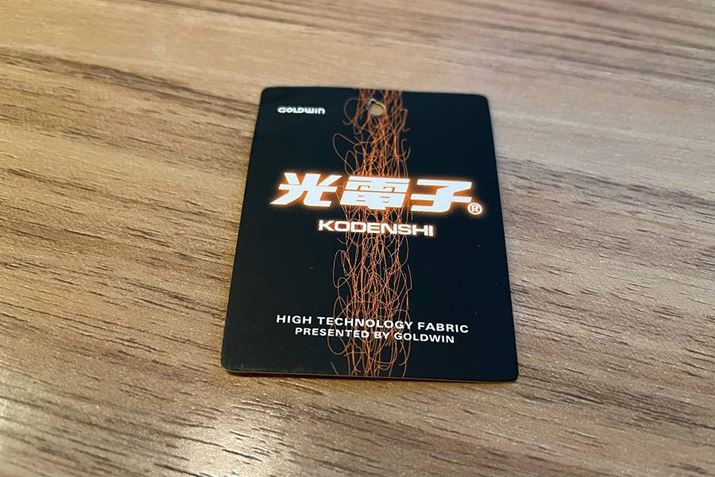 GOLDWIN
光電子®
KODENSHI
HIGH TECHNOLOGY FABRIC
PRESENTED BY GOLDWIN